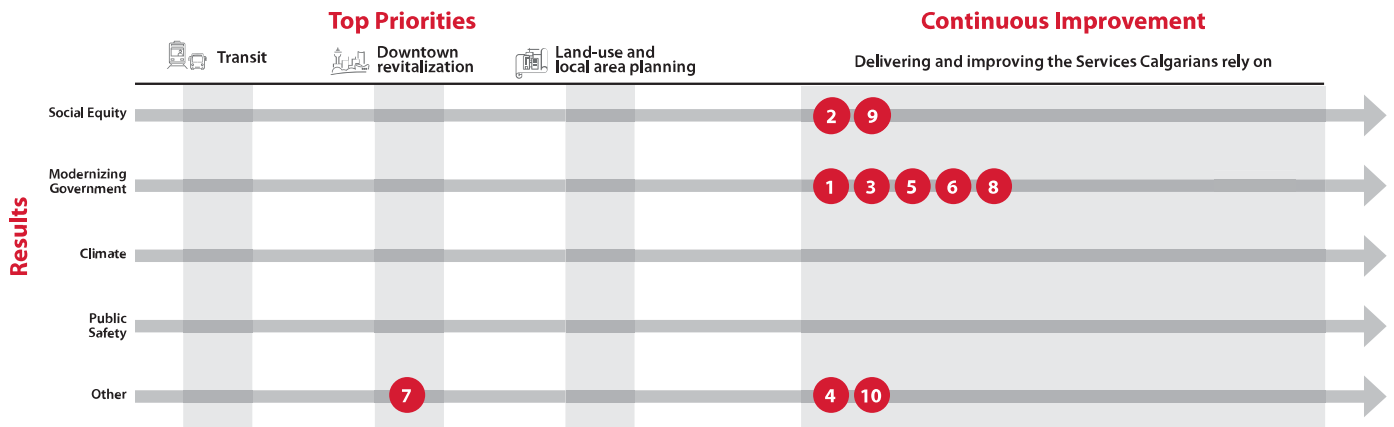 Top Priorities
Continuous Improvement
Transit
Downtown
revitalization
Land-use and
local area planning
Delivering and improving the Services Calgarians rely on
Results
Social Equity
2 9
Modernizing
Government
1 3 5 6 8
Climate
Public
Safety
Other
7 4 10